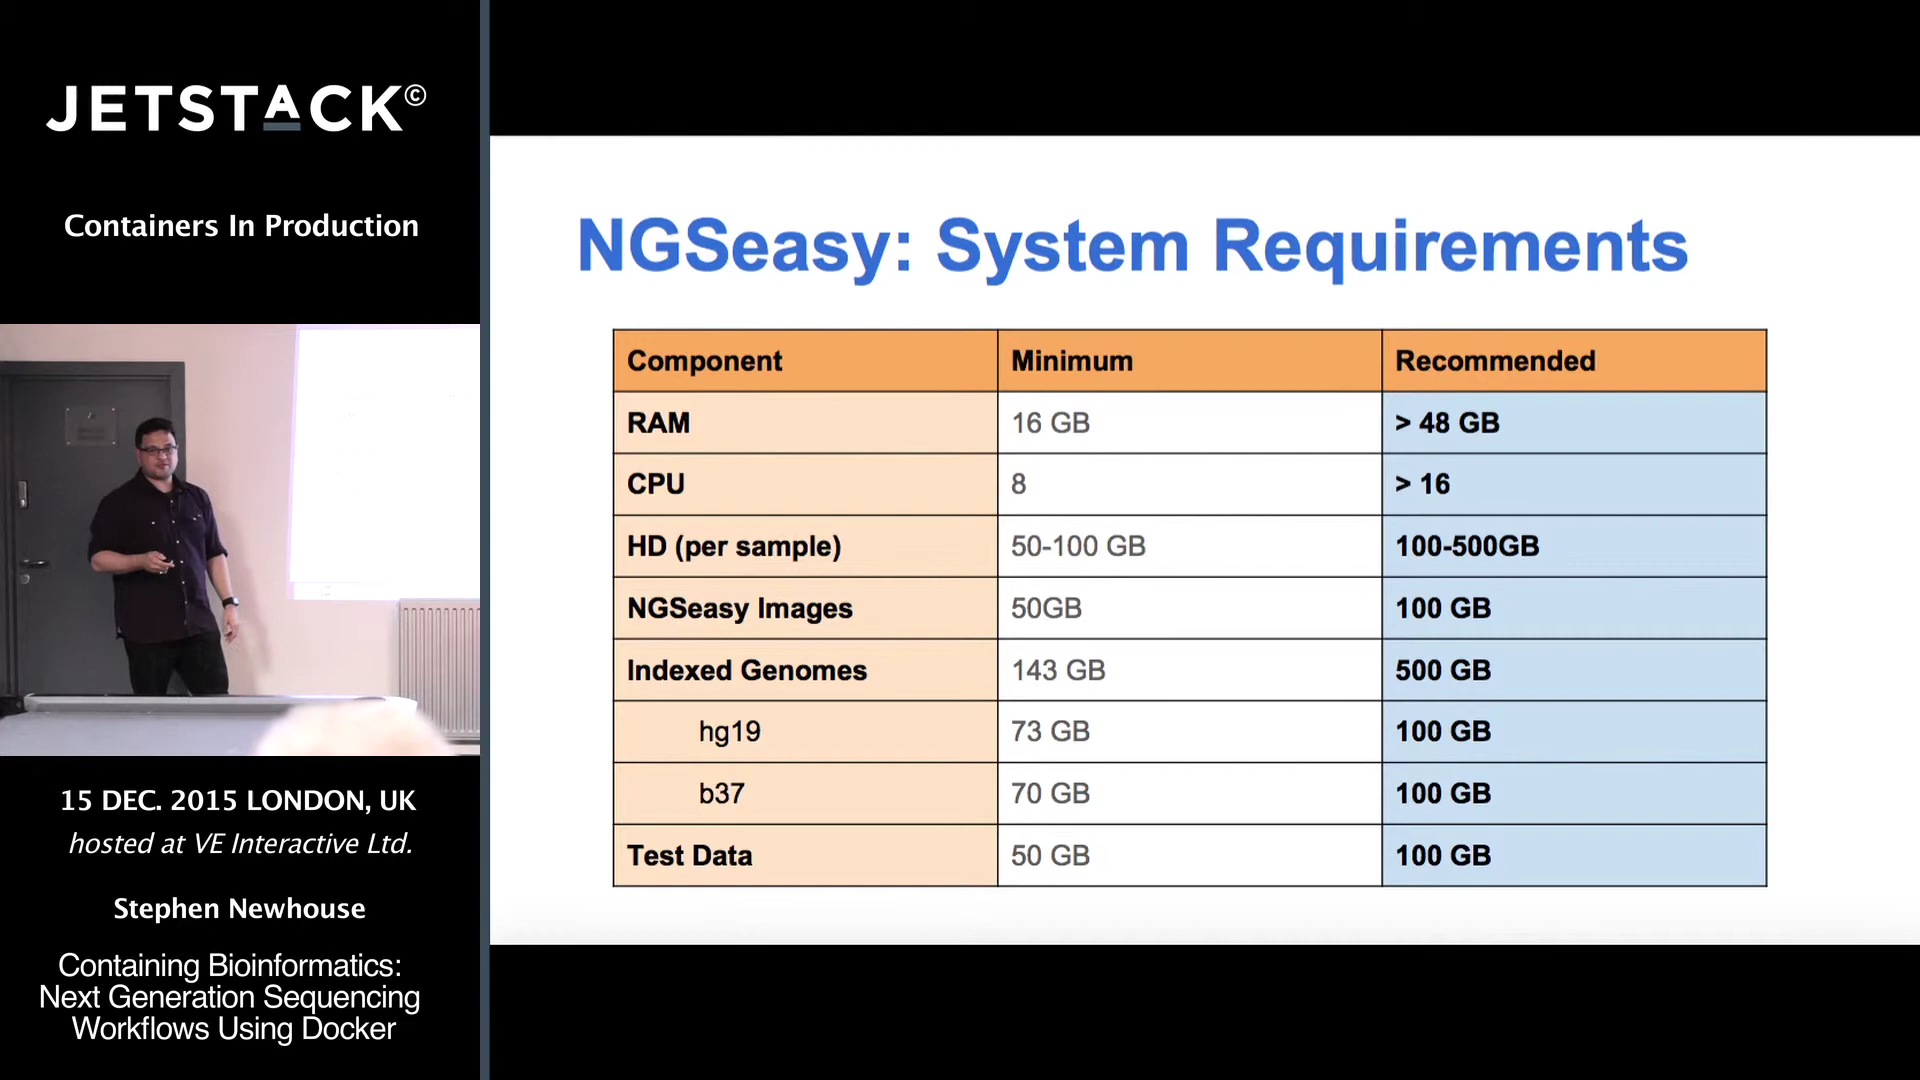 JETSTACK©
Containers In Production
15 DEC. 2015 LONDON, UK
hosted at VE Interactive Ltd.
Stephen Newhouse
Containing Bioinformatics:
Next Generation Sequencing
Workflows Using Docker
NGSeasy: System Requirements
Component Minimum Recommended
RAM 16 GB > 48 GB
CPU 8 > 16
HD (per sample) 50-100 GB 100-500GB
NGSeasy Images 50GB 100 GB
Indexed Genomes 143 GB 500 GB
hg19 73 GB 100 GB
b37 70 GB 100 GB
Test Data 50 GB 100 GB